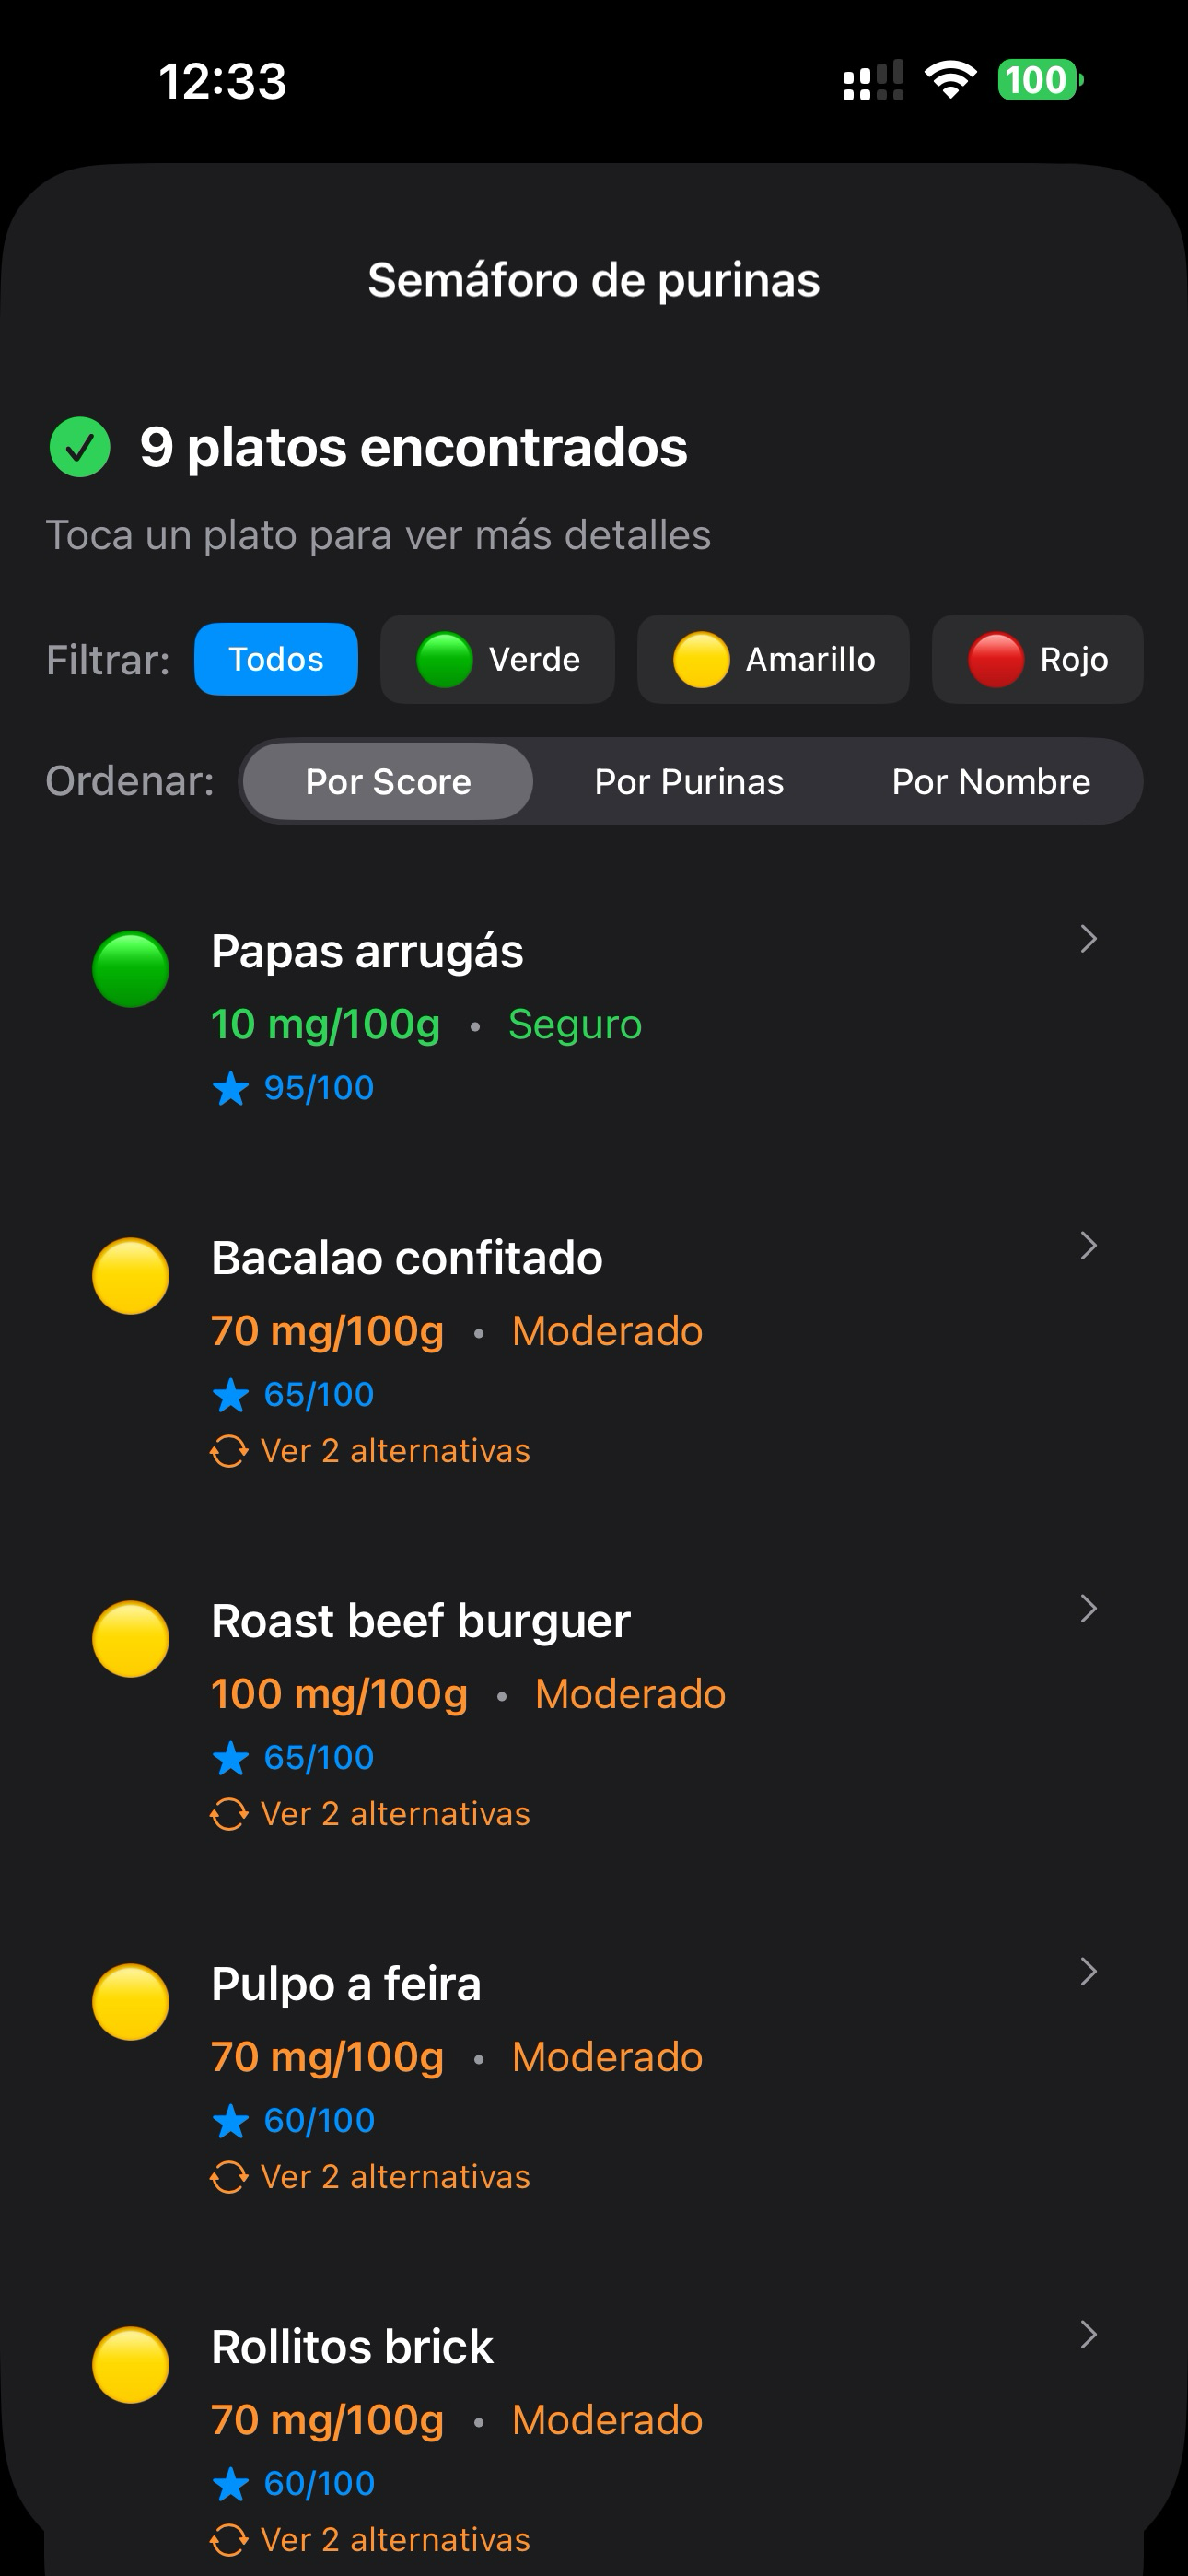 12:33
100
Semáforo de purinas
9 platos encontrados
Toca un plato para ver más detalles
Filtrar: Todos Verde Amarillo Rojo
Ordenar: Por Score Por Purinas Por Nombre
Papas arrugás
10 mg/100g • Seguro
95/100
Bacalao confitado
70 mg/100g • Moderado
65/100
Ver 2 alternativas
Roast beef burguer
100 mg/100g • Moderado
65/100
Ver 2 alternativas
Pulpo a feira
70 mg/100g • Moderado
60/100
Ver 2 alternativas
Rollitos brick
70 mg/100g • Moderado
60/100
Ver 2 alternativas